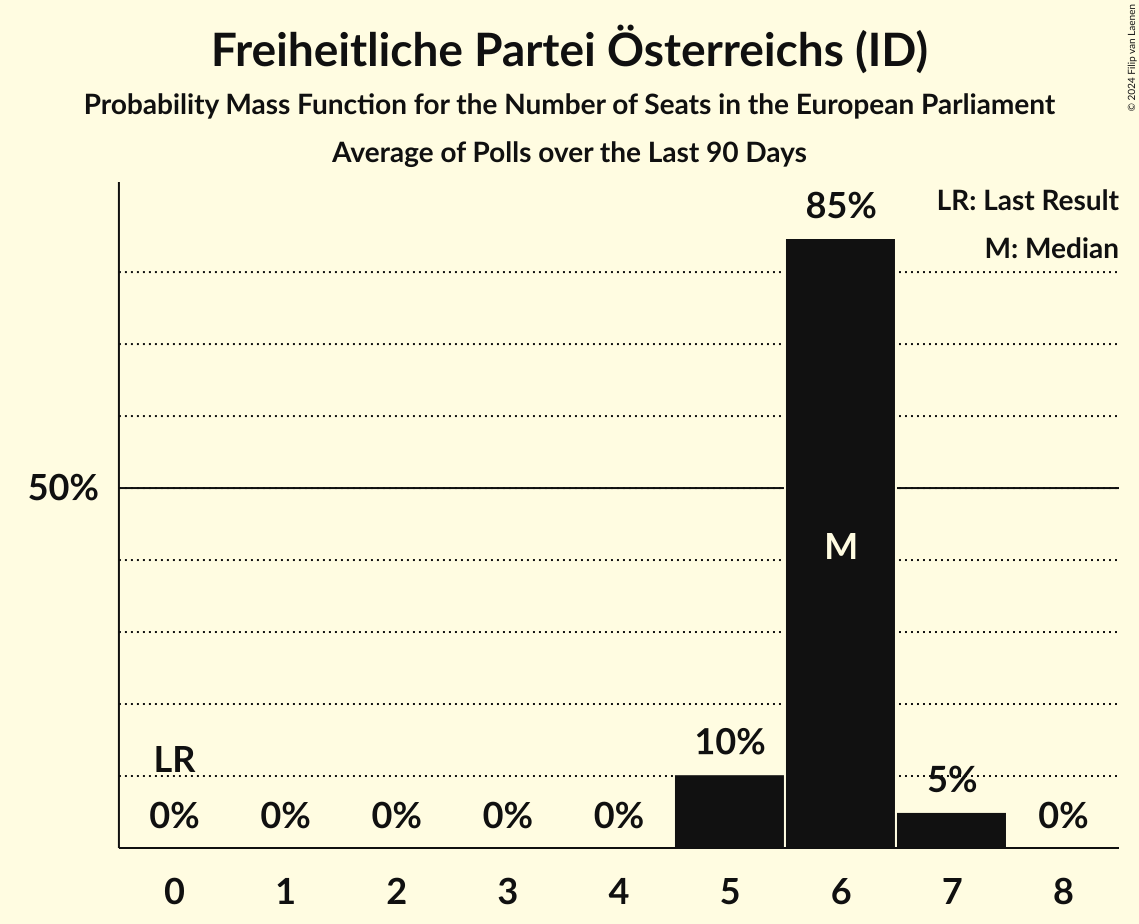 Freiheitliche Partei Österreichs (ID)
Probability Mass Function for the Number of Seats in the European Parliament
Average of Polls over the Last 90 Days
© 2024 Filip van Laenen
LR: Last Result
M: Median
85%
50%
M
LR
10%
5%
0% 0% 0% 0% 0% 0%
0 1 2 3 4 5 6 7 8